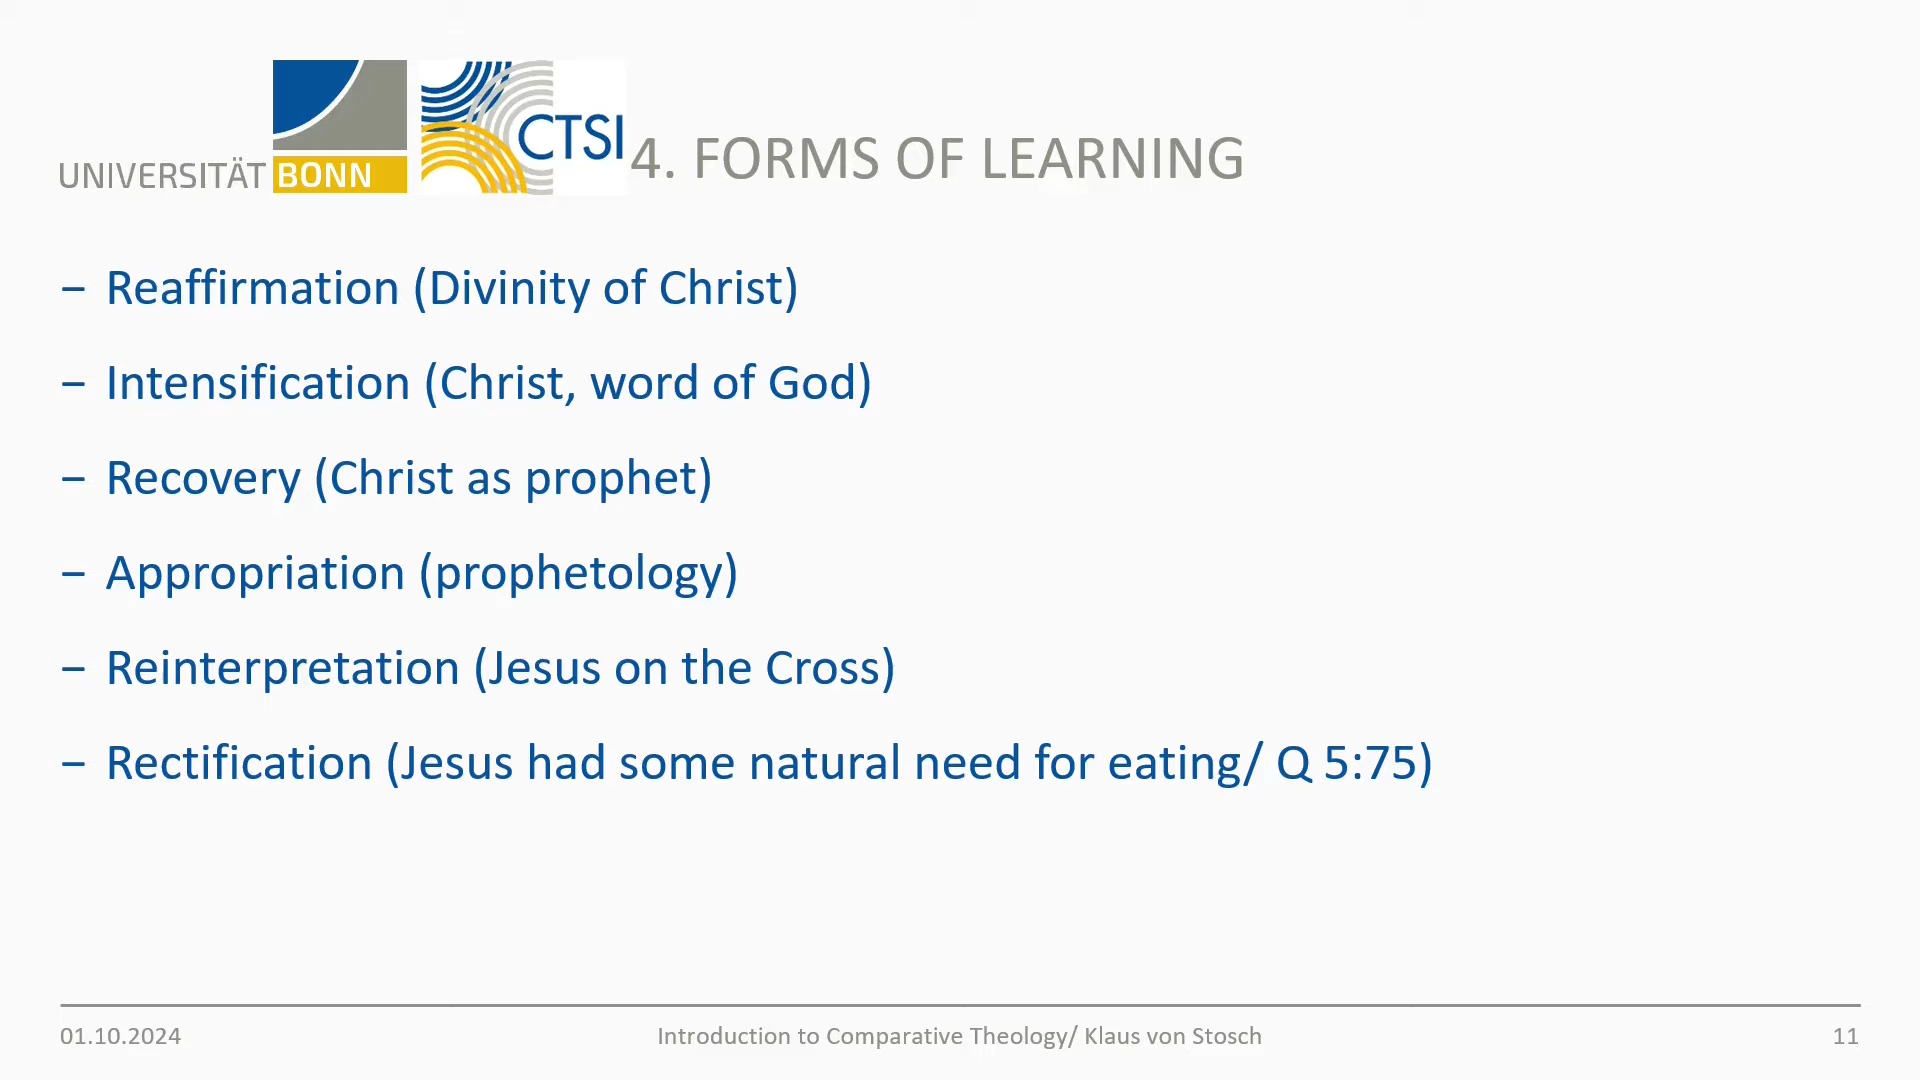 UNIVERSITÄT BONN
CTSI
4. FORMS OF LEARNING
– Reaffirmation (Divinity of Christ)
– Intensification (Christ, word of God)
– Recovery (Christ as prophet)
– Appropriation (prophetology)
– Reinterpretation (Jesus on the Cross)
– Rectification (Jesus had some natural need for eating/ Q 5:75)
01.10.2024
Introduction to Comparative Theology/ Klaus von Stosch
11